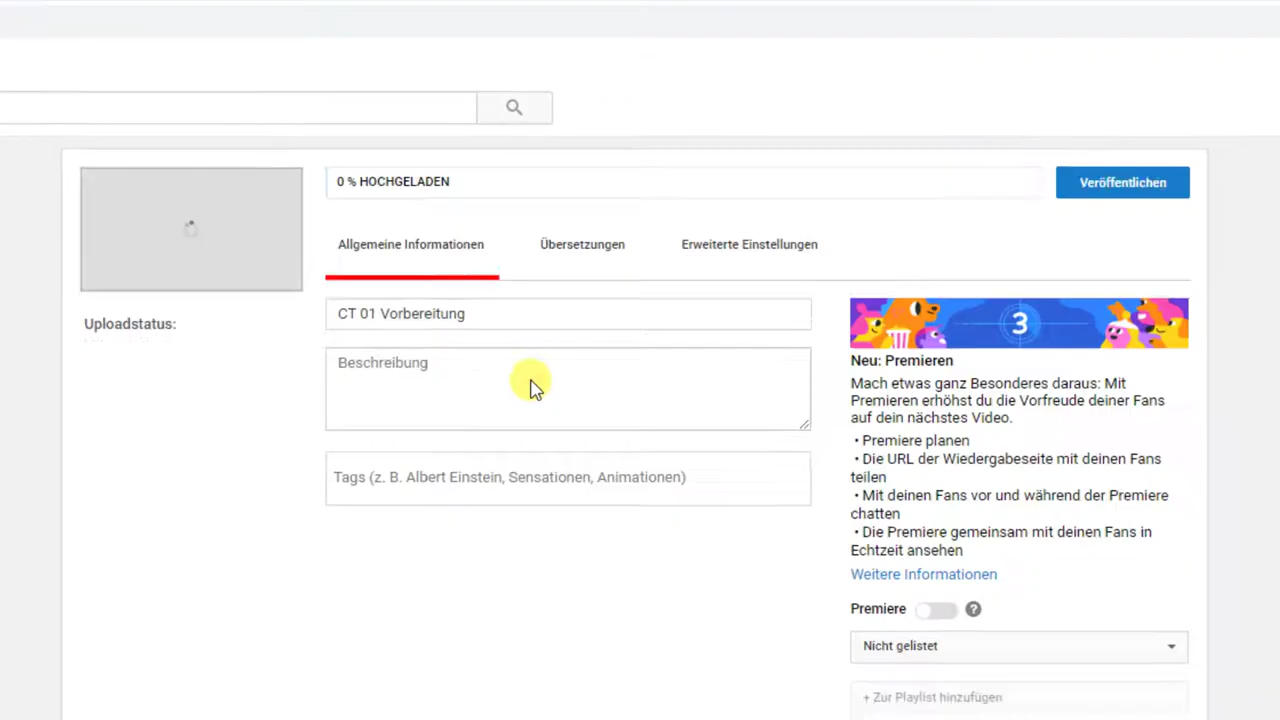 0 % HOCHGELADEN
Veröffentlichen
Allgemeine Informationen
Übersetzungen
Erweiterte Einstellungen
Uploadstatus:
CT 01 Vorbereitung
Beschreibung
Tags (z. B. Albert Einstein, Sensationen, Animationen)
3
Neu: Premieren
Mach etwas ganz Besonderes daraus: Mit
Premieren erhöhst du die Vorfreude deiner Fans
auf dein nächstes Video.
• Premiere planen
• Die URL der Wiedergabeseite mit deinen Fans
teilen
• Mit deinen Fans vor und während der Premiere
chatten
• Die Premiere gemeinsam mit deinen Fans in
Echtzeit ansehen
Weitere Informationen
Premiere ?
Nicht gelistet
+ Zur Playlist hinzufügen